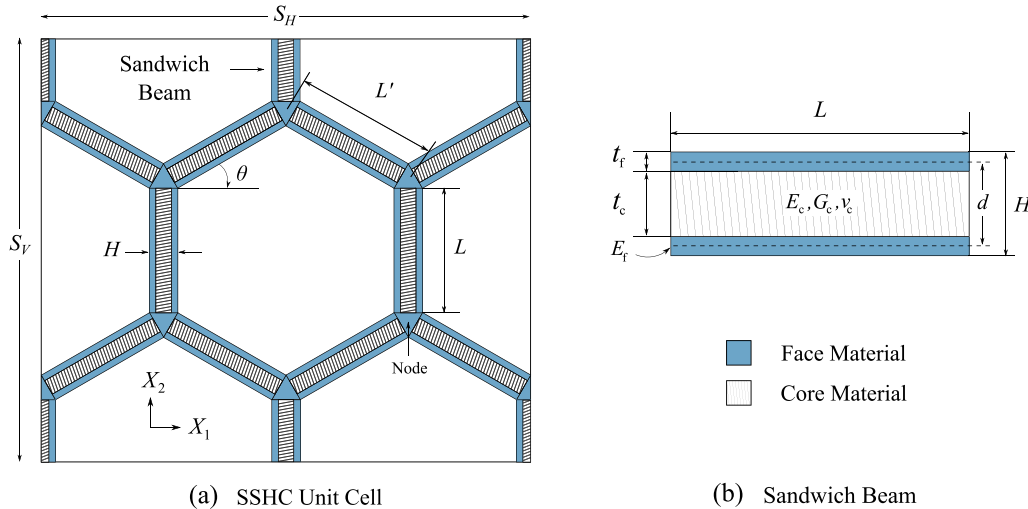 S_H
Sandwich
Beam
L'
θ
S_V
H
L
Node
X_2
X_1
(a) SSHC Unit Cell
L
t_f
t_c
E_c, G_c, ν_c
d
H
E_f
Face Material
Core Material
(b) Sandwich Beam